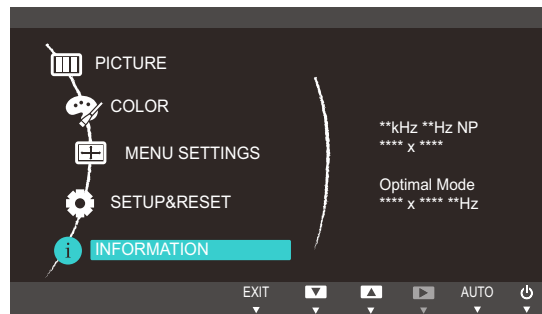 PICTURE
COLOR
MENU SETTINGS
SETUP&RESET
i INFORMATION
**kHz **Hz NP
**** x ****
Optimal Mode
**** x **** **Hz
EXIT AUTO